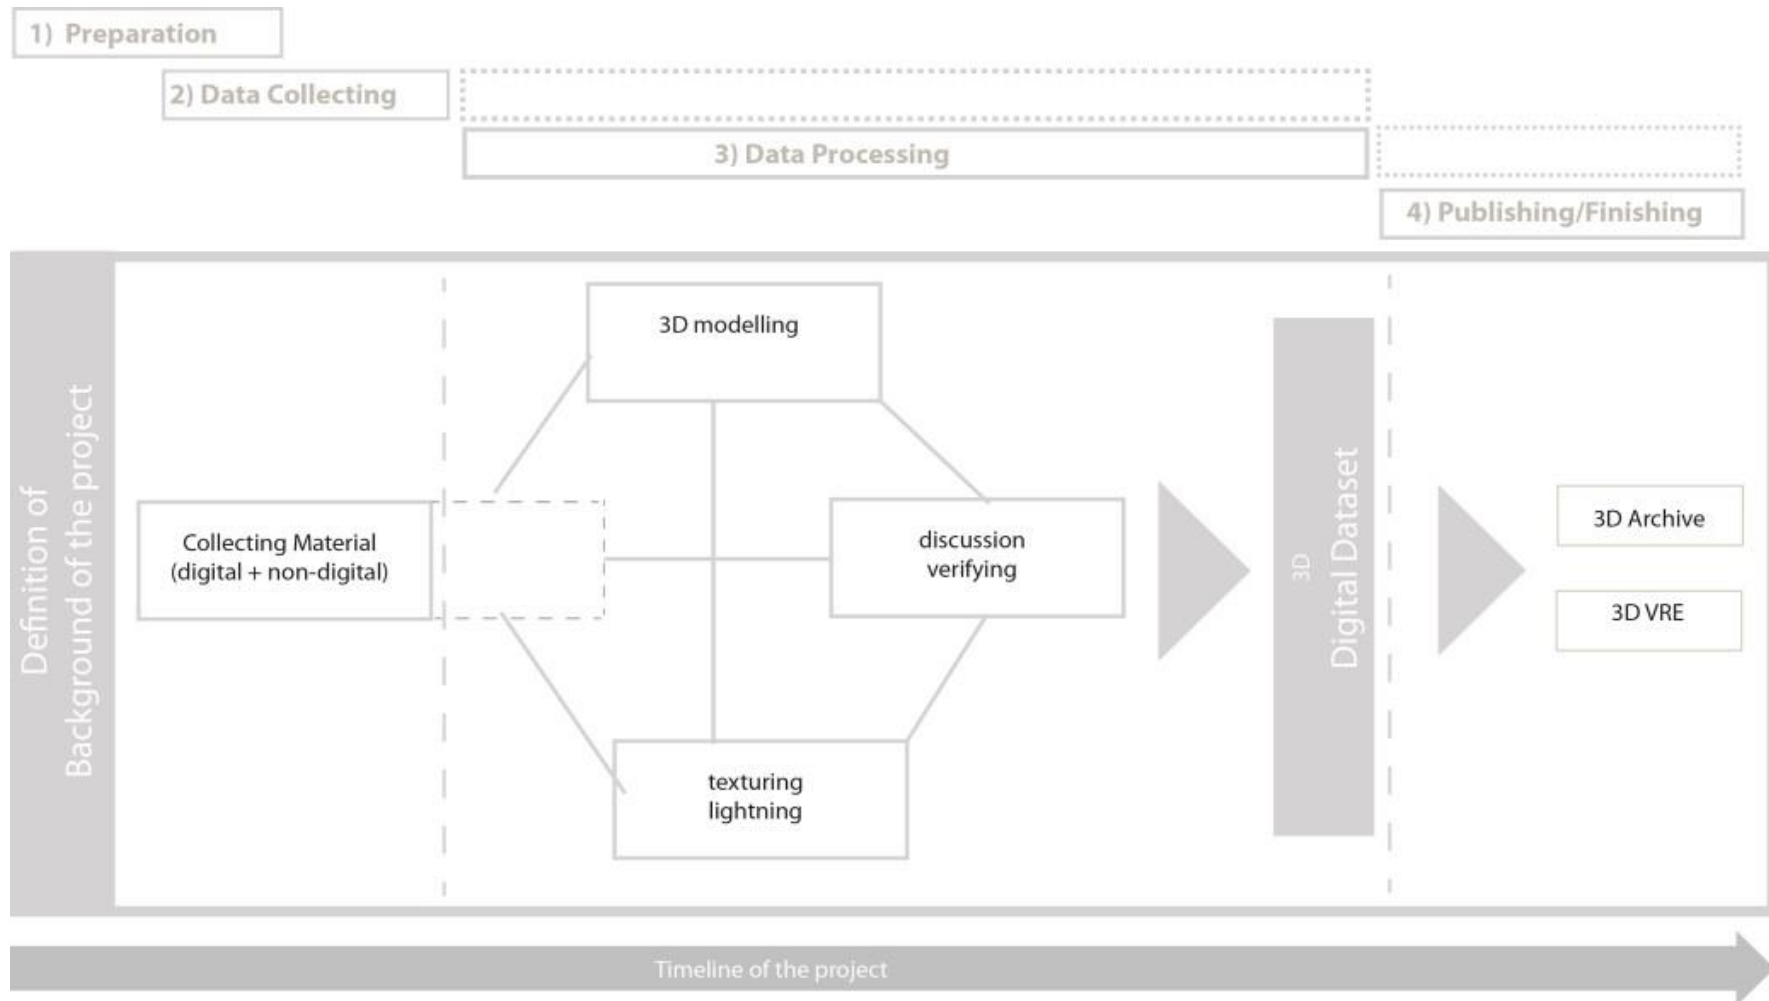 1) Preparation
2) Data Collecting
3) Data Processing
4) Publishing/Finishing
Definition of
Background of the project
Collecting Material
(digital + non-digital)
3D modelling
discussion
verifying
texturing
lightning
3D
Digital Dataset
3D Archive
3D VRE
Timeline of the project